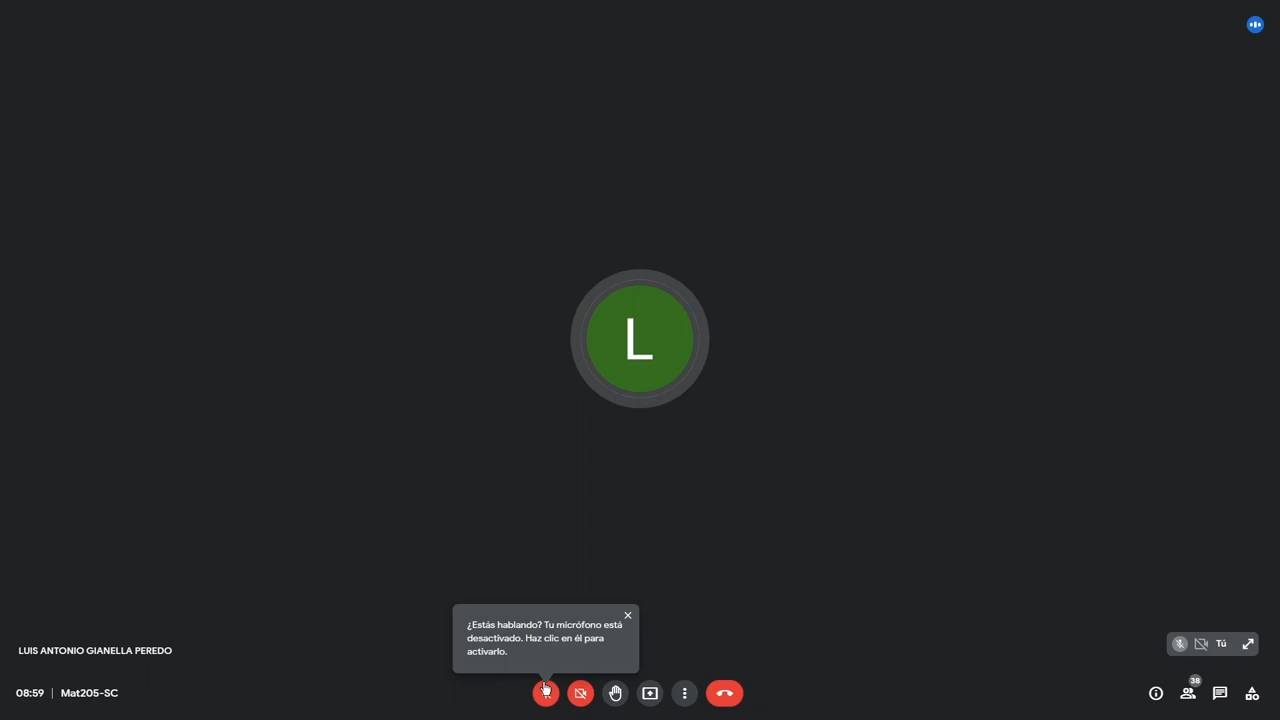 L
¿Estás hablando? Tu micrófono está
desactivado. Haz clic en él para
activarlo.
LUIS ANTONIO GIANELLA PEREDO
Tú
38
08:59 | Mat205-SC